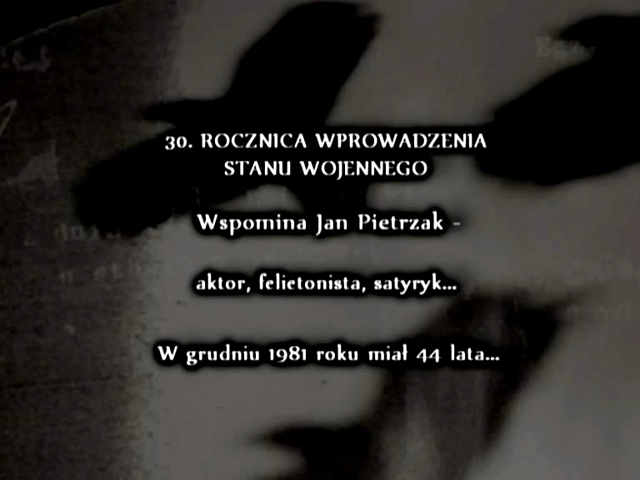 30. ROCZNICA WPROWADZENIA
STANU WOJENNEGO
Wspomina Jan Pietrzak -
aktor, felietonista, satyryk...
W grudniu 1981 roku miał 44 lata...